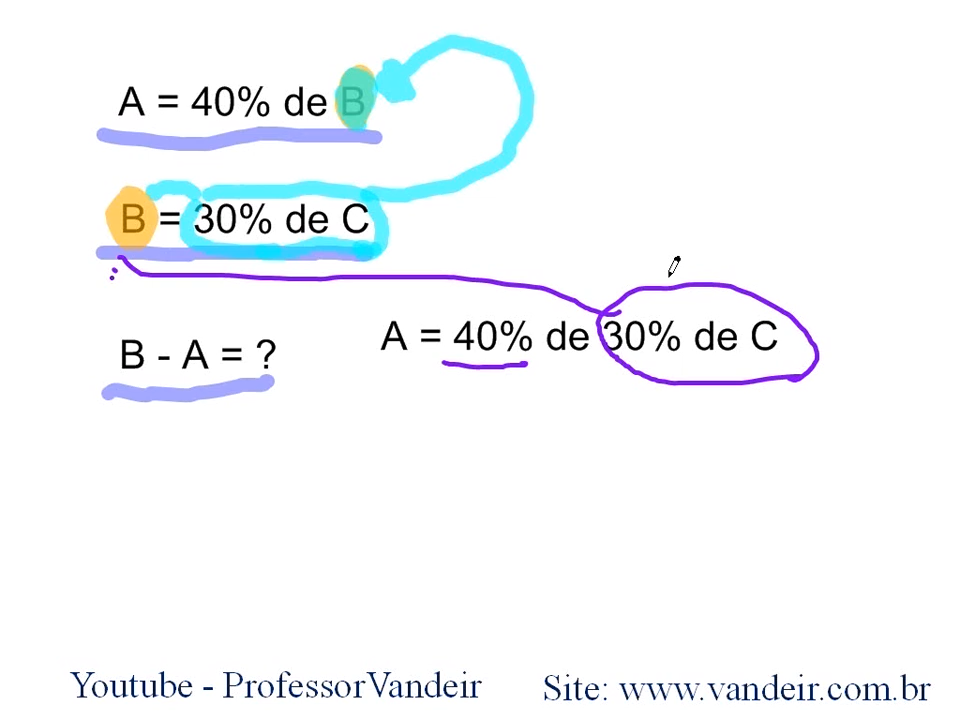 A = 40% de B
B = 30% de C
B - A = ?
A = 40% de 30% de C
Youtube - ProfessorVandeir
Site: www.vandeir.com.br